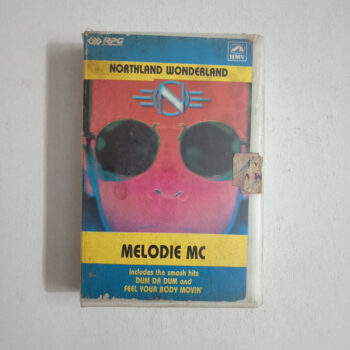 RPG
HMV
NORTHLAND WONDERLAND
N
MELODIE MC
Includes the smash hits
DUM DA DUM and
FEEL YOUR BODY MOVIN'